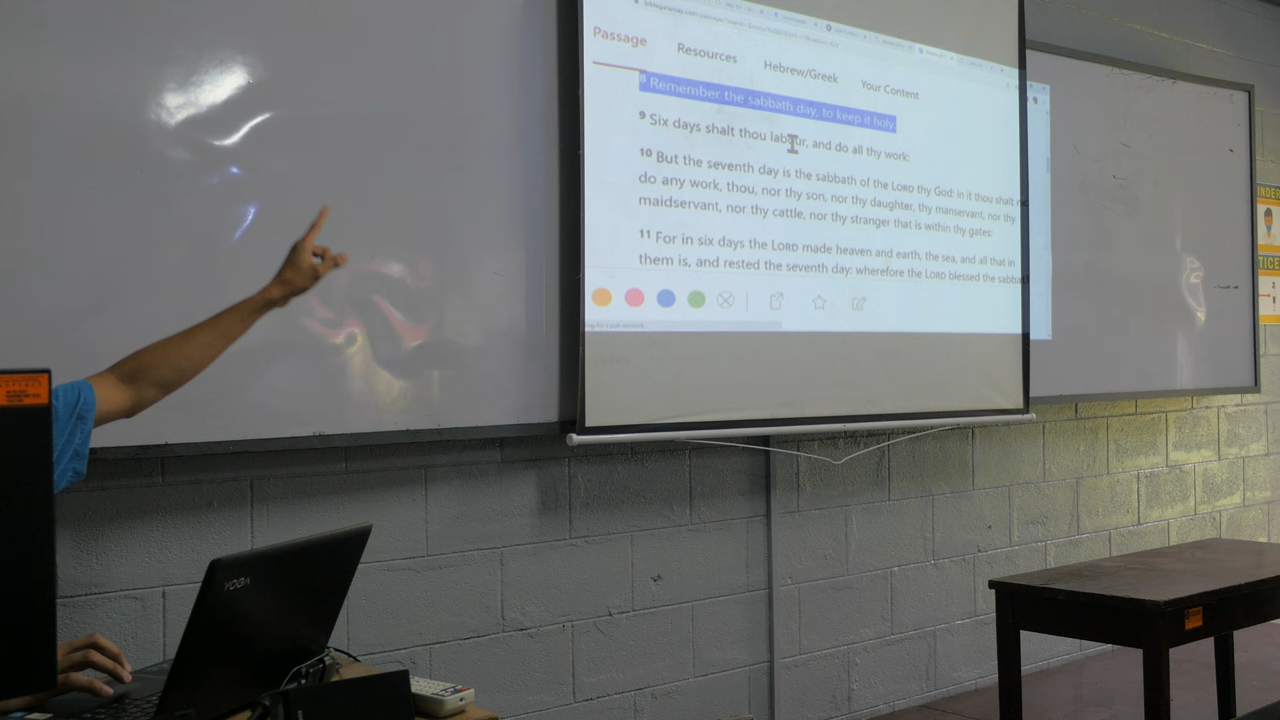 Passage
Resources
Hebrew/Greek
Your Content
8 Remember the sabbath day, to keep it holy.
9 Six days shalt thou labour, and do all thy work:
10 But the seventh day is the sabbath of the LORD thy God: in it thou shalt
do any work, thou, nor thy son, nor thy daughter, thy manservant, nor thy
maidservant, nor thy cattle, nor thy stranger that is within thy gates:
11 For in six days the LORD made heaven and earth, the sea, and all that in
them is, and rested the seventh day: wherefore the LORD blessed the sabba
YOGA
INDER
TICE